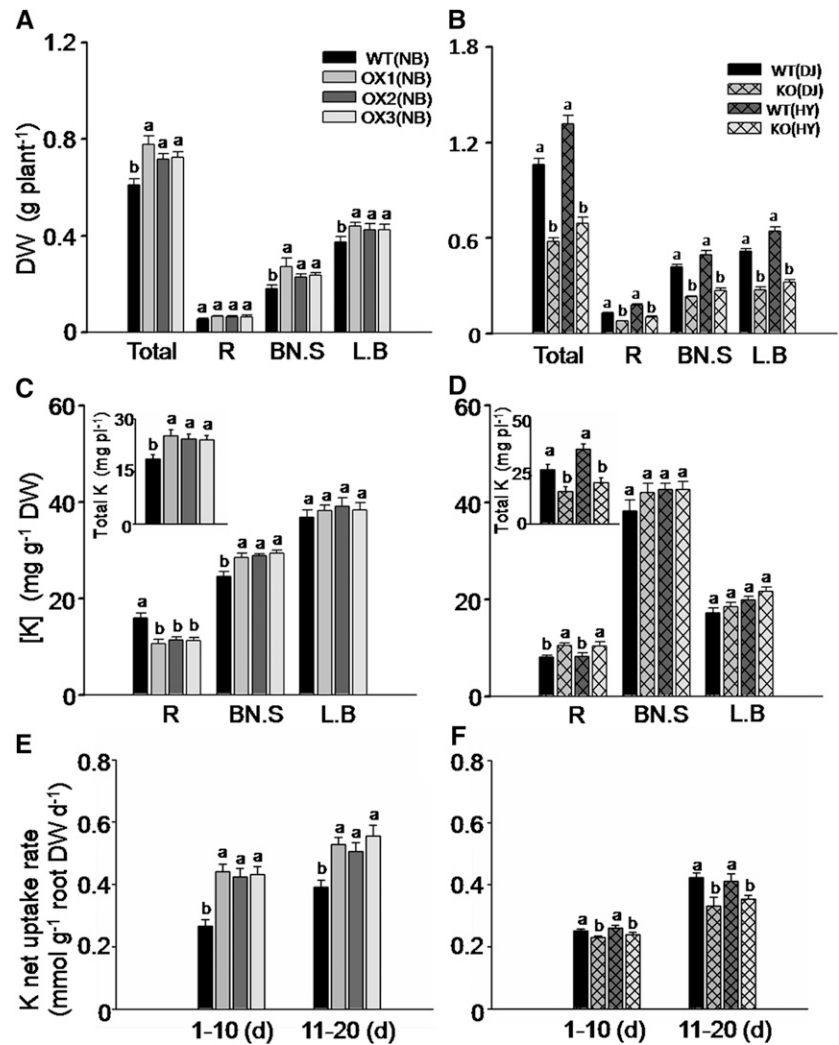 A
DW (g plant-1)
1.2
0.8
0.4
0
WT(NB)
OX1(NB)
OX2(NB)
OX3(NB)
b a a a
a a a a
b a a a
b a a a
Total R BN.S L.B
B
1.8
1.2
0.6
0
WT(DJ)
KO(DJ)
WT(HY)
KO(HY)
a b a b
a b a b
a b a b
a b a b
Total R BN.S L.B
C
[K] (mg g-1 DW)
60
40
20
0
Total K (mg pl-1)
30
15
0
b a a a
a b b b
b a a a
a a a a
R BN.S L.B
D
60
40
20
0
Total K (mg pl-1)
50
25
0
a b a b
b a b a
a a a a
a a a a
R BN.S L.B
E
K net uptake rate
(mmol g-1 root DW d-1)
0.8
0.6
0.4
0.2
0
b a a a
b a a a
1-10 (d) 11-20 (d)
F
0.8
0.6
0.4
0.2
0
a b a b
a b a b
1-10 (d) 11-20 (d)